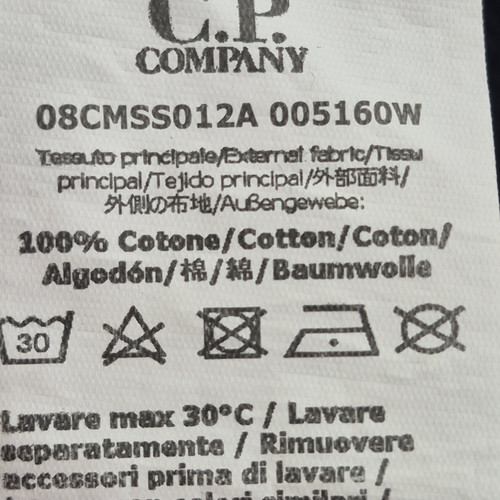 C.P.
COMPANY
08CMSS012A 005160W
Tessuto principale/External fabric/Tissu
principal/Tejido principal/外部面料/
外側の布地/Außengewebe:
100% Cotone/Cotton/Coton/
Algodón/棉/綿/Baumwolle
30
Lavare max 30°C / Lavare
separatamente / Rimuovere
accessori prima di lavare /